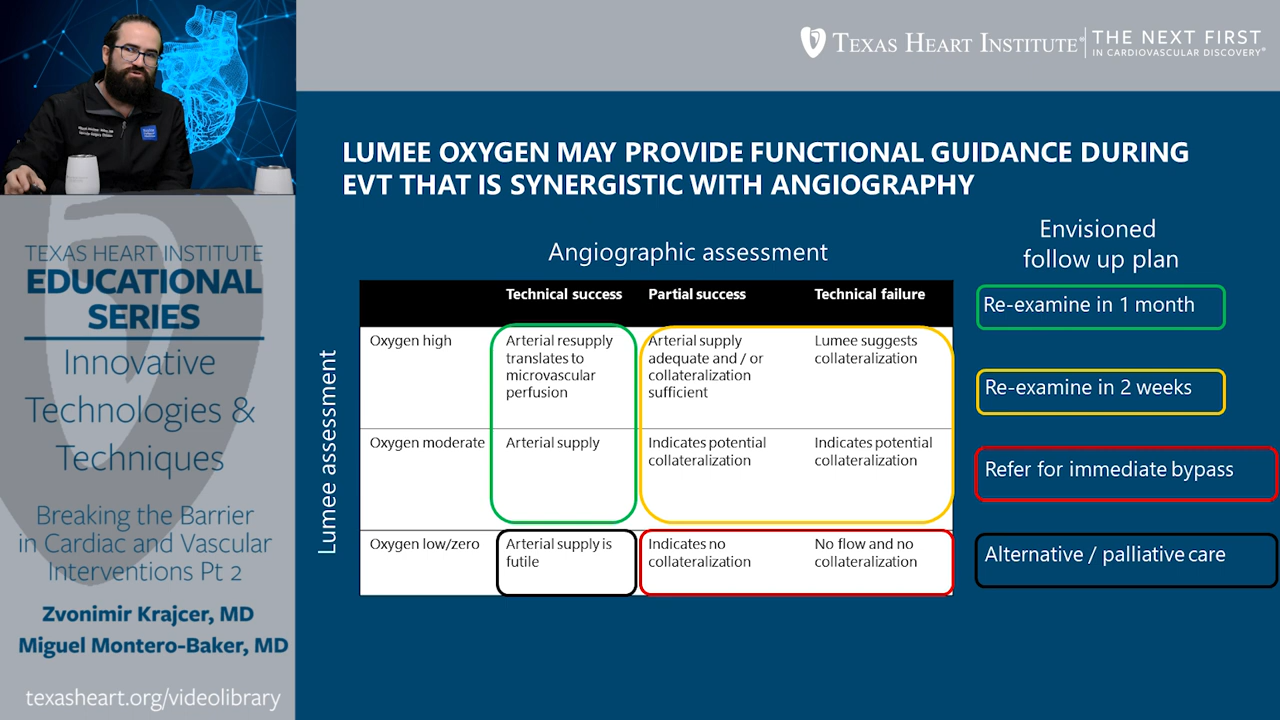 TEXAS HEART INSTITUTE®
THE NEXT FIRST
IN CARDIOVASCULAR DISCOVERY®
TEXAS HEART INSTITUTE
EDUCATIONAL
SERIES
Innovative
Technologies &
Techniques
Breaking the Barrier
in Cardiac and Vascular
Interventions Pt 2
Zvonimir Krajcer, MD
Miguel Montero-Baker, MD
texasheart.org/videolibrary
LUMEE OXYGEN MAY PROVIDE FUNCTIONAL GUIDANCE DURING
EVT THAT IS SYNERGISTIC WITH ANGIOGRAPHY
Angiographic assessment
Lumee assessment
Technical success Partial success Technical failure
Oxygen high
Arterial resupply
translates to
microvascular
perfusion
Arterial supply
adequate and / or
collateralization
sufficient
Lumee suggests
collateralization
Oxygen moderate
Arterial supply
Indicates potential
collateralization
Indicates potential
collateralization
Oxygen low/zero
Arterial supply is
futile
Indicates no
collateralization
No flow and no
collateralization
Envisioned
follow up plan
Re-examine in 1 month
Re-examine in 2 weeks
Refer for immediate bypass
Alternative / palliative care